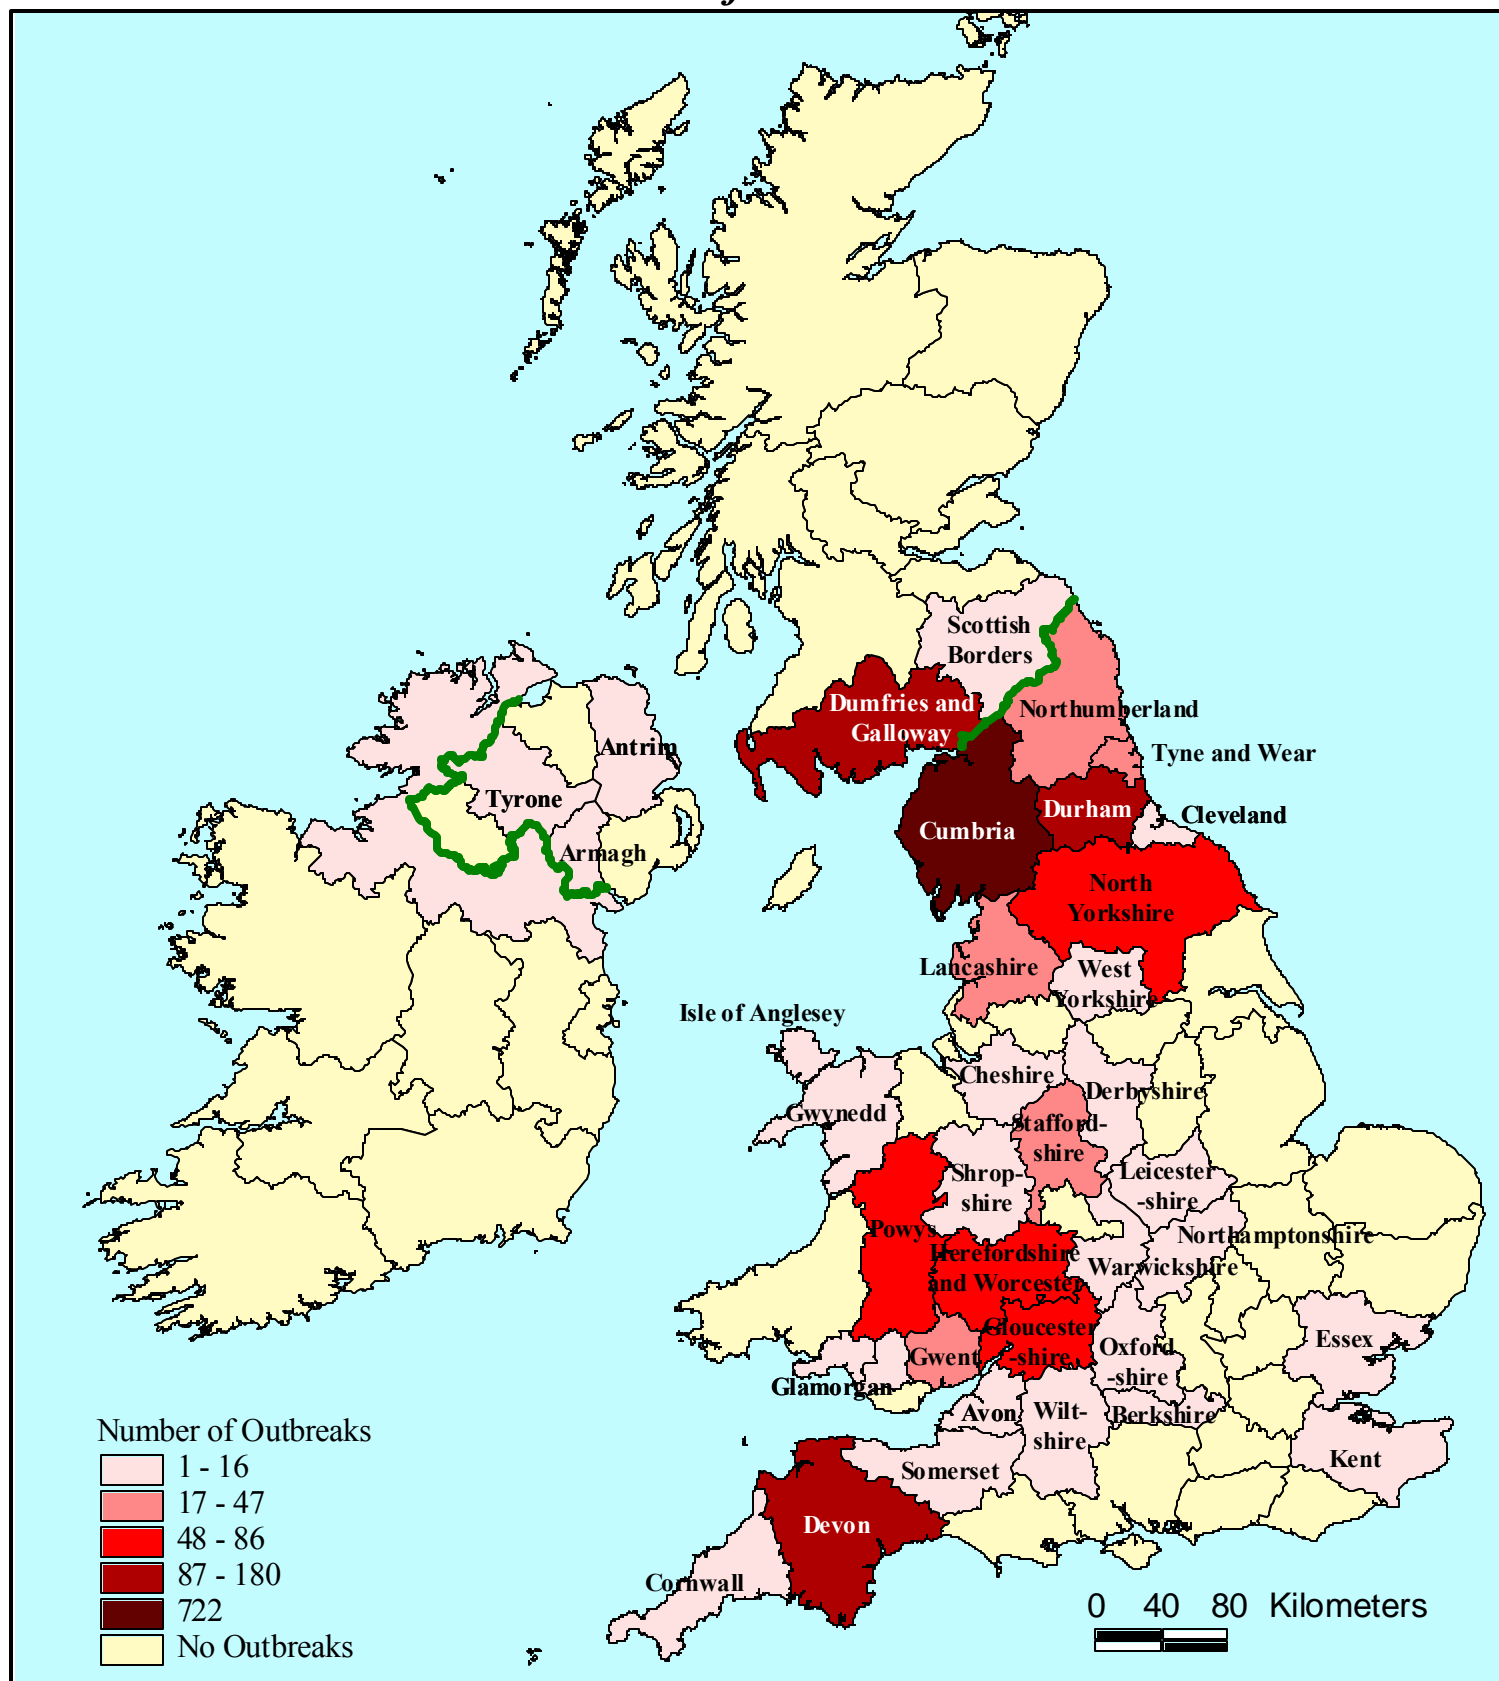 Scottish
Borders
Dumfries and
Galloway
Northumberland
Tyne and Wear
Antrim
Tyrone
Armagh
Cumbria
Durham
Cleveland
North
Yorkshire
Lancashire
West
Yorkshire
Isle of Anglesey
Gwynedd
Cheshire
Derbyshire
Stafford-
shire
Shrop-
shire
Leicester
-shire
Powys
Herefordshire
and Worcester
Northamptonshire
Warwickshire
Gloucester
-shire
Gwent
Oxford
-shire
Essex
Glamorgan
Avon
Wilt-
shire
Berkshire
Kent
Somerset
Devon
Cornwall
Number of Outbreaks
1 - 16
17 - 47
48 - 86
87 - 180
722
No Outbreaks
0 40 80 Kilometers